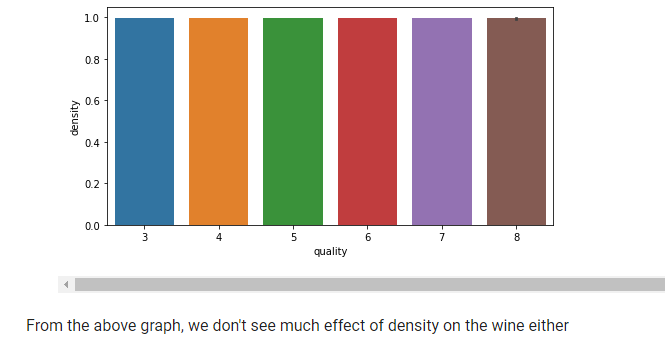 1.0
0.8
0.6
0.4
0.2
0.0
density
3 4 5 6 7 8
quality
From the above graph, we don't see much effect of density on the wine either